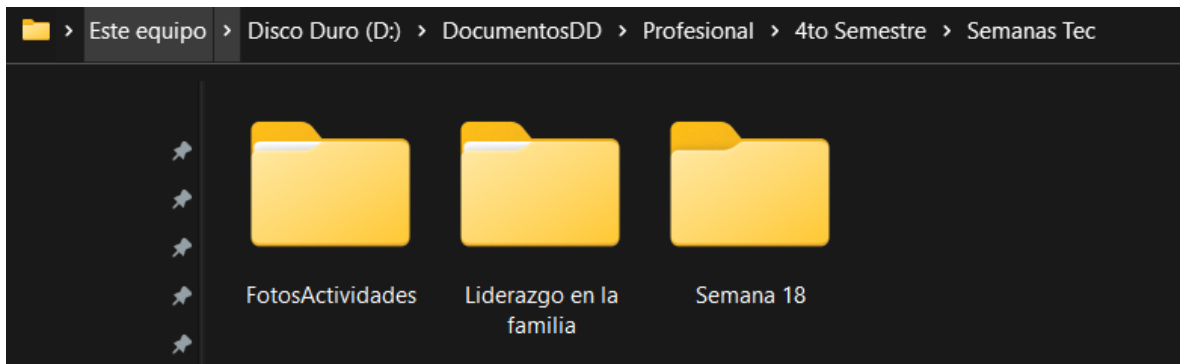 Este equipo > Disco Duro (D:) > DocumentosDD > Profesional > 4to Semestre > Semanas Tec
FotosActividades
Liderazgo en la
familia
Semana 18